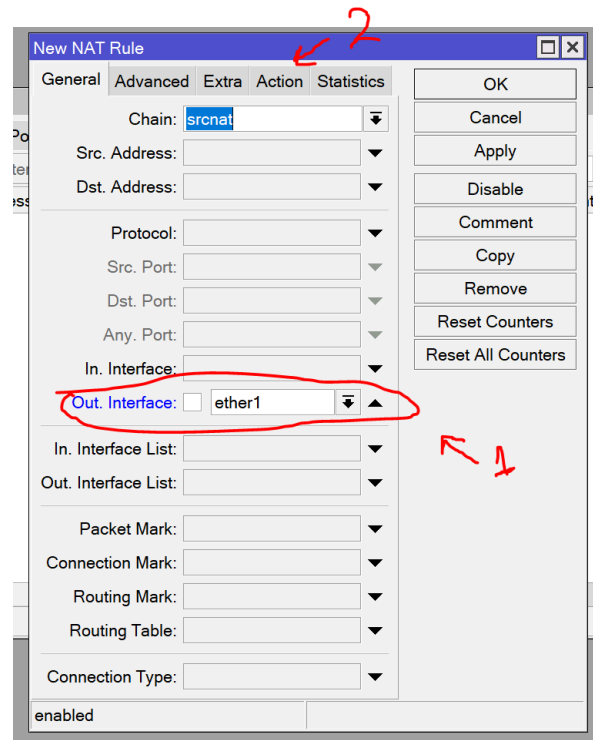 2
New NAT Rule
General Advanced Extra Action Statistics
Chain: srcnat
Src. Address:
Dst. Address:
Protocol:
Src. Port:
Dst. Port:
Any. Port:
In. Interface:
Out. Interface: ether1
In. Interface List:
Out. Interface List:
Packet Mark:
Connection Mark:
Routing Mark:
Routing Table:
Connection Type:
enabled
OK
Cancel
Apply
Disable
Comment
Copy
Remove
Reset Counters
Reset All Counters
1